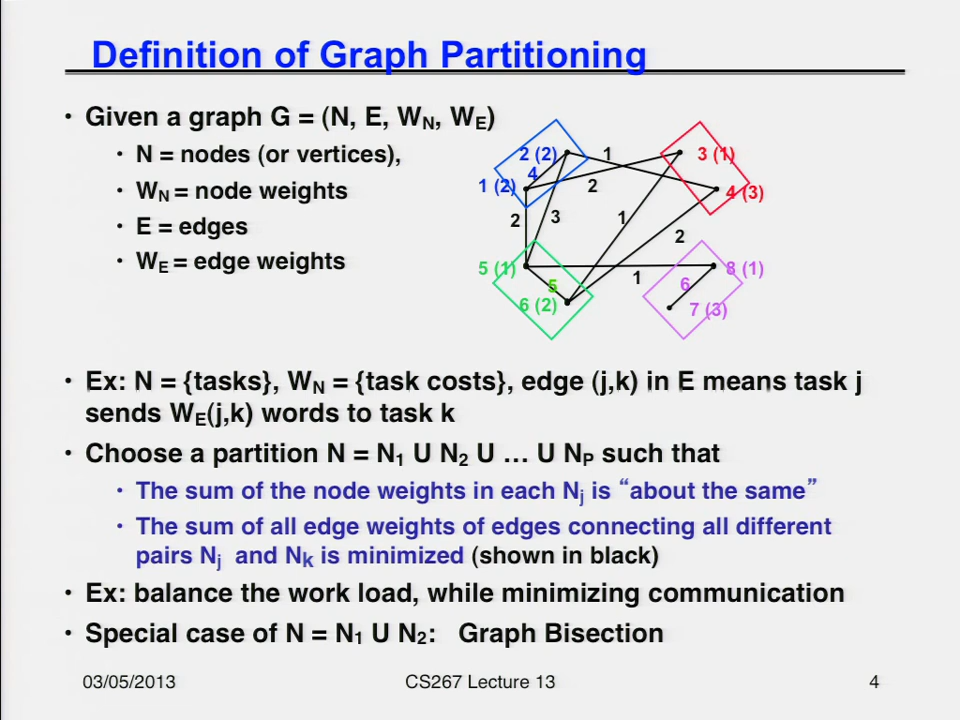 Definition of Graph Partitioning
• Given a graph G = (N, E, WN, WE)
• N = nodes (or vertices),
• WN = node weights
• E = edges
• WE = edge weights
2 (2)
1
3 (1)
4
1 (2)
2
4 (3)
2
3
1
2
5 (1)
8 (1)
1
5
6
6 (2)
7 (3)
• Ex: N = {tasks}, WN = {task costs}, edge (j,k) in E means task j
sends WE(j,k) words to task k
• Choose a partition N = N1 U N2 U … U NP such that
• The sum of the node weights in each Nj is “about the same”
• The sum of all edge weights of edges connecting all different
pairs Nj and Nk is minimized (shown in black)
• Ex: balance the work load, while minimizing communication
• Special case of N = N1 U N2: Graph Bisection
03/05/2013
CS267 Lecture 13
4